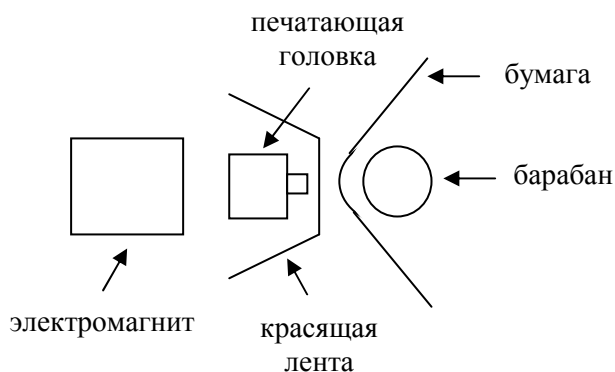 печатающая
головка
бумага
барабан
электромагнит
красящая
лента